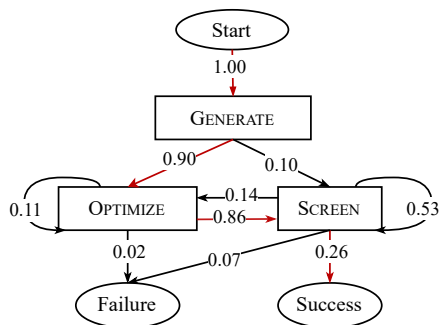 Start
1.00
GENERATE
0.90
0.10
0.11
OPTIMIZE
0.14
0.86
SCREEN
0.53
0.02
0.07
0.26
Failure
Success